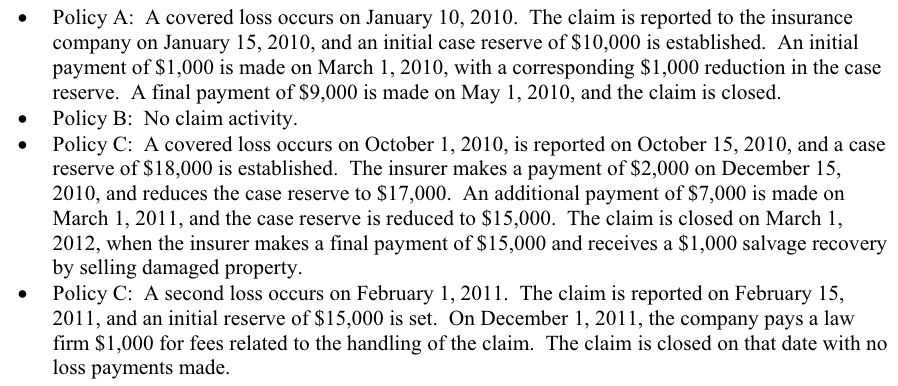 • Policy A: A covered loss occurs on January 10, 2010. The claim is reported to the insurance
company on January 15, 2010, and an initial case reserve of $10,000 is established. An initial
payment of $1,000 is made on March 1, 2010, with a corresponding $1,000 reduction in the case
reserve. A final payment of $9,000 is made on May 1, 2010, and the claim is closed.
• Policy B: No claim activity.
• Policy C: A covered loss occurs on October 1, 2010, is reported on October 15, 2010, and a case
reserve of $18,000 is established. The insurer makes a payment of $2,000 on December 15,
2010, and reduces the case reserve to $17,000. An additional payment of $7,000 is made on
March 1, 2011, and the case reserve is reduced to $15,000. The claim is closed on March 1,
2012, when the insurer makes a final payment of $15,000 and receives a $1,000 salvage recovery
by selling damaged property.
• Policy C: A second loss occurs on February 1, 2011. The claim is reported on February 15,
2011, and an initial reserve of $15,000 is set. On December 1, 2011, the company pays a law
firm $1,000 for fees related to the handling of the claim. The claim is closed on that date with no
loss payments made.